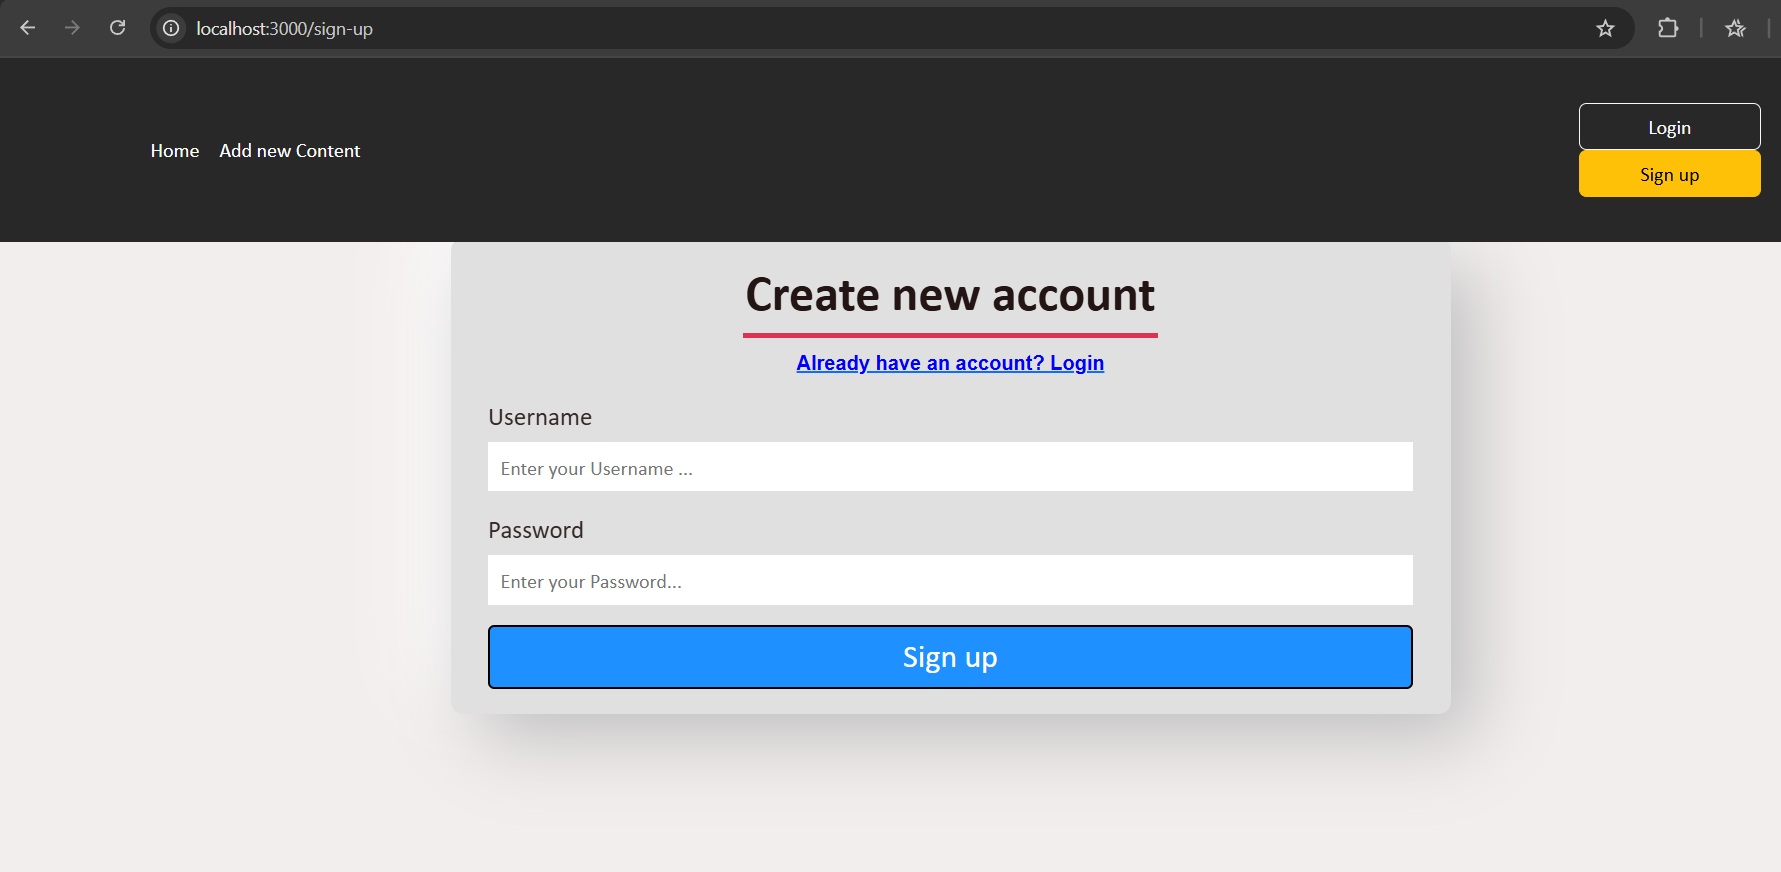 localhost:3000/sign-up
Home Add new Content
Login
Sign up
Create new account
Already have an account? Login
Username
Enter your Username ...
Password
Enter your Password...
Sign up